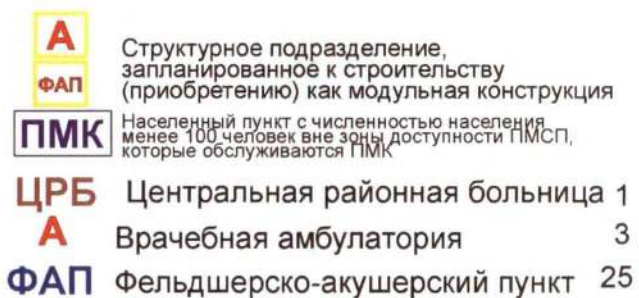 А
ФАП
Структурное подразделение,
запланированное к строительству
(приобретению) как модульная конструкция
ПМК
Населенный пункт с численностью населения
менее 100 человек вне зоны доступности ПМСП,
которые обслуживаются ПМК
ЦРБ Центральная районная больница 1
А Врачебная амбулатория 3
ФАП Фельдшерско-акушерский пункт 25